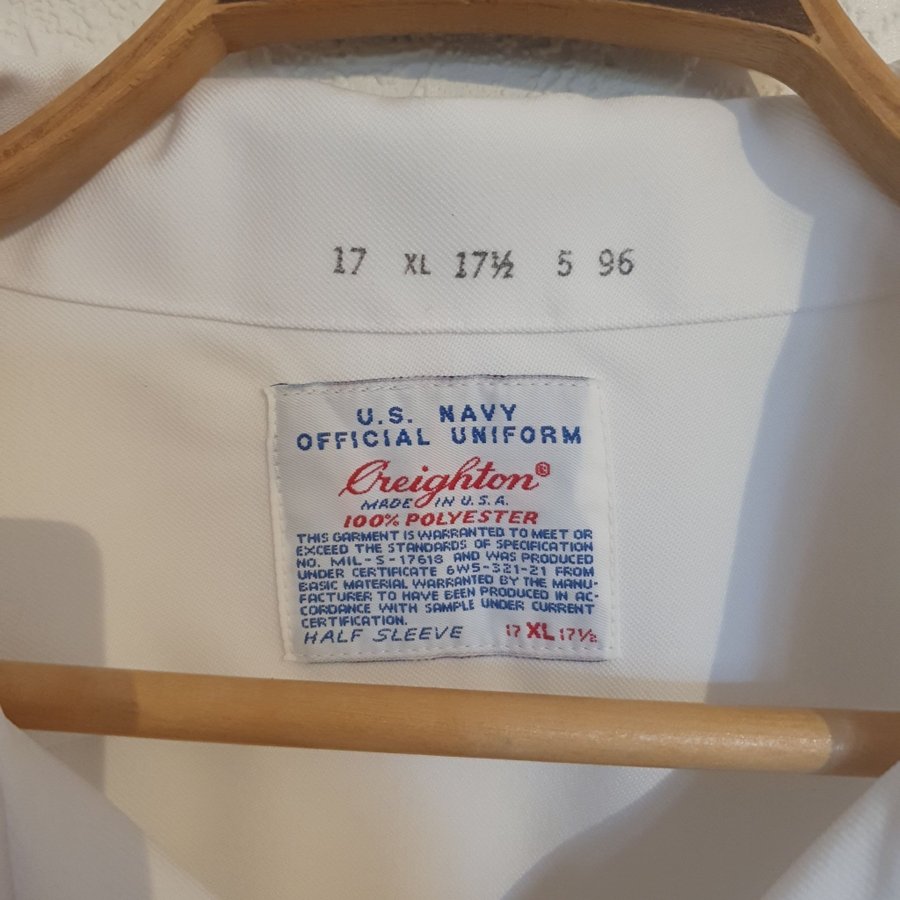 17 XL 17½ 5 96
U.S. NAVY
OFFICIAL UNIFORM
Creighton®
MADE IN U.S.A.
100% POLYESTER
THIS GARMENT IS WARRANTED TO MEET OR
EXCEED THE STANDARDS OF SPECIFICATION
NO. MIL-S-17618 AND WAS PRODUCED
UNDER CERTIFICATE 6W5-321-21 FROM
BASIC MATERIAL WARRANTED BY THE MANU-
FACTURER TO HAVE BEEN PRODUCED IN AC-
CORDANCE WITH SAMPLE UNDER CURRENT
CERTIFICATION.
HALF SLEEVE 17 XL 17½